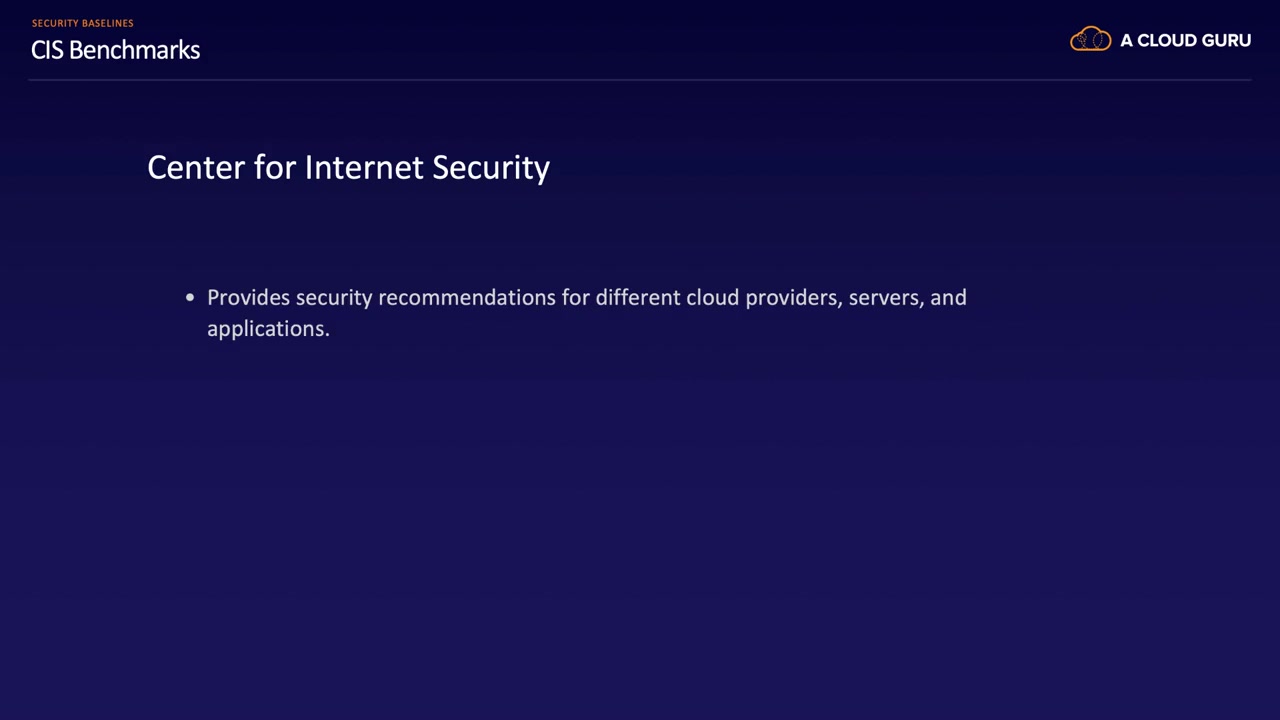 SECURITY BASELINES
CIS Benchmarks
A CLOUD GURU
Center for Internet Security
• Provides security recommendations for different cloud providers, servers, and
applications.